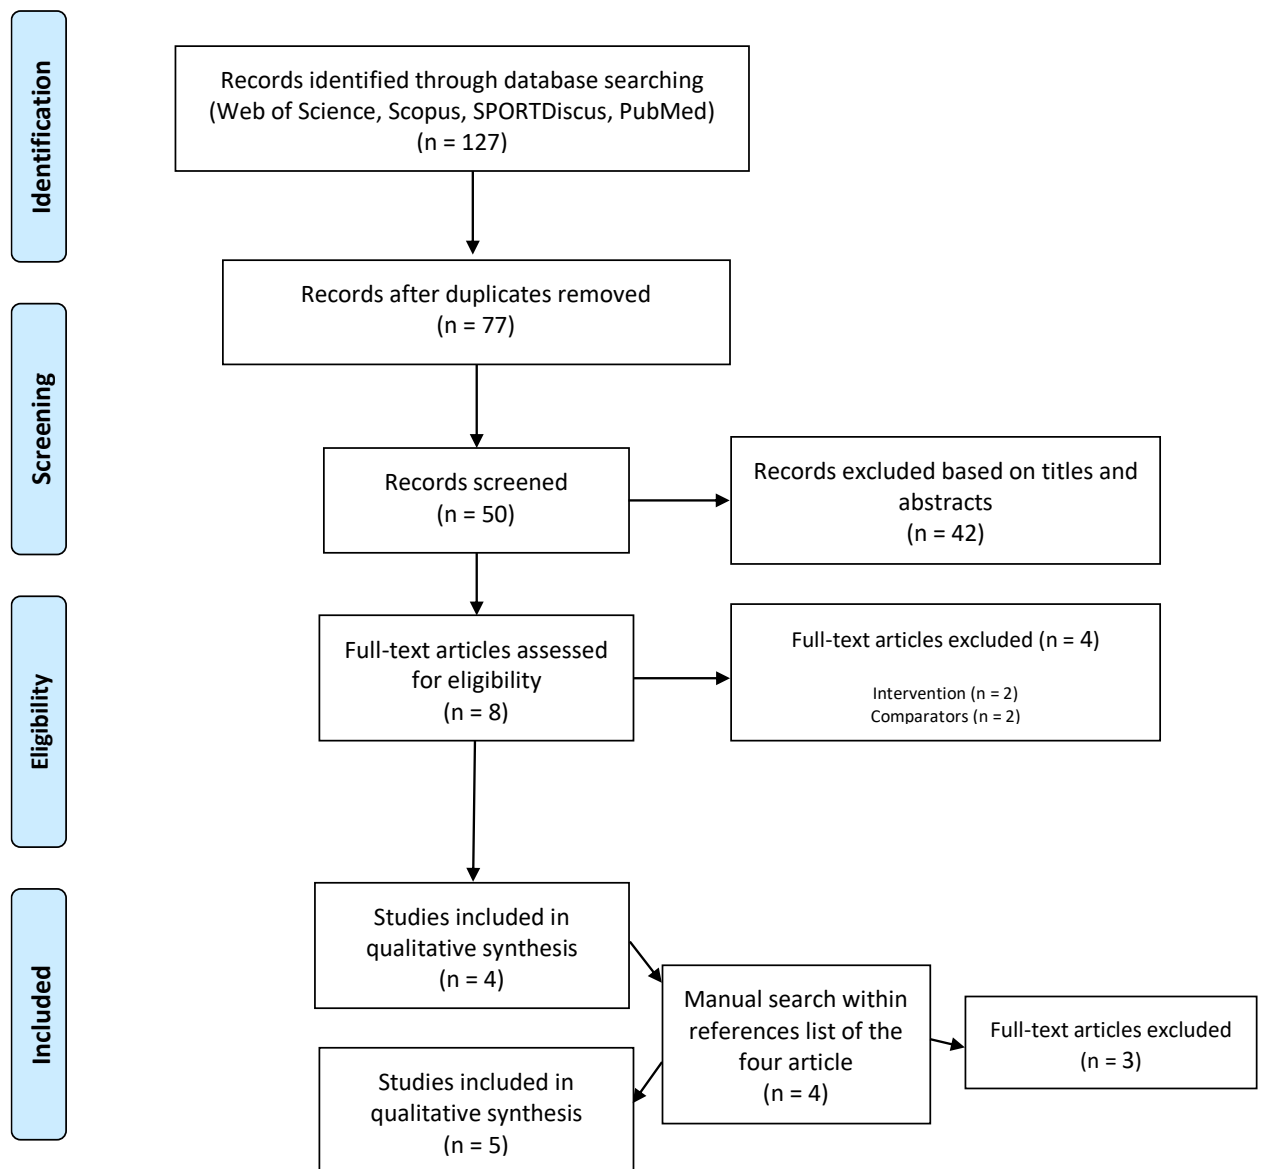 Identification
Records identified through database searching
(Web of Science, Scopus, SPORTDiscus, PubMed)
(n = 127)
Records after duplicates removed
(n = 77)
Screening
Records screened
(n = 50)
Records excluded based on titles and
abstracts
(n = 42)
Eligibility
Full-text articles assessed
for eligibility
(n = 8)
Full-text articles excluded (n = 4)
Intervention (n = 2)
Comparators (n = 2)
Included
Studies included in
qualitative synthesis
(n = 4)
Manual search within
references list of the
four article
(n = 4)
Full-text articles excluded
(n = 3)
Studies included in
qualitative synthesis
(n = 5)